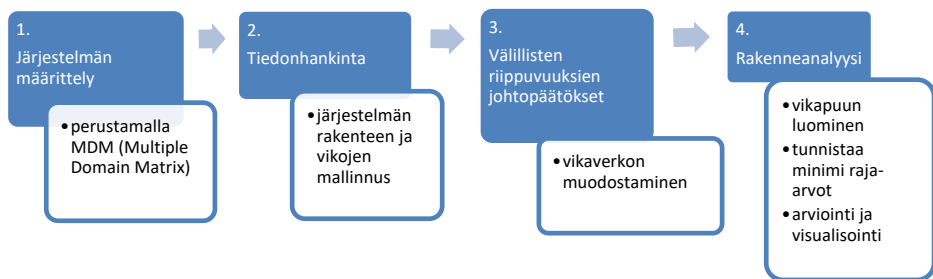 1.
Järjestelmän
määrittely
•perustamalla
MDM (Multiple
Domain Matrix)
2.
Tiedonhankinta
•järjestelmän
rakenteen ja
vikojen
mallinnus
3.
Välillisten
riippuvuuksien
johtopäätökset
•vikaverkon
muodostaminen
4.
Rakenneanalyysi
•vikapuun
luominen
•tunnistaa
minimi raja-
arvot
•arviointi ja
visualisointi